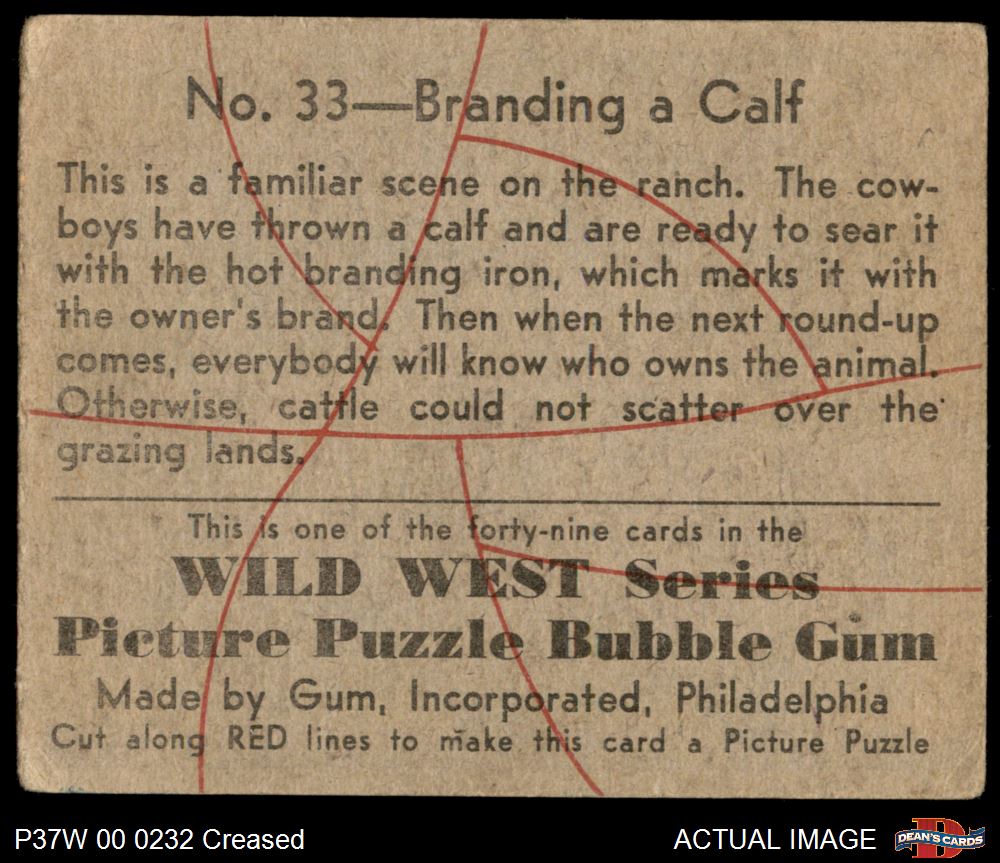 No. 33—Branding a Calf
This is a familiar scene on the ranch. The cow-
boys have thrown a calf and are ready to sear it
with the hot branding iron, which marks it with
the owner's brand. Then when the next round-up
comes, everybody will know who owns the animal.
Otherwise, cattle could not scatter over the
grazing lands.
This is one of the forty-nine cards in the
WILD WEST Series
Picture Puzzle Bubble Gum
Made by Gum, Incorporated, Philadelphia
Cut along RED lines to make this card a Picture Puzzle
P37W 00 0232 Creased
ACTUAL IMAGE
D
DEAN'S CARDS